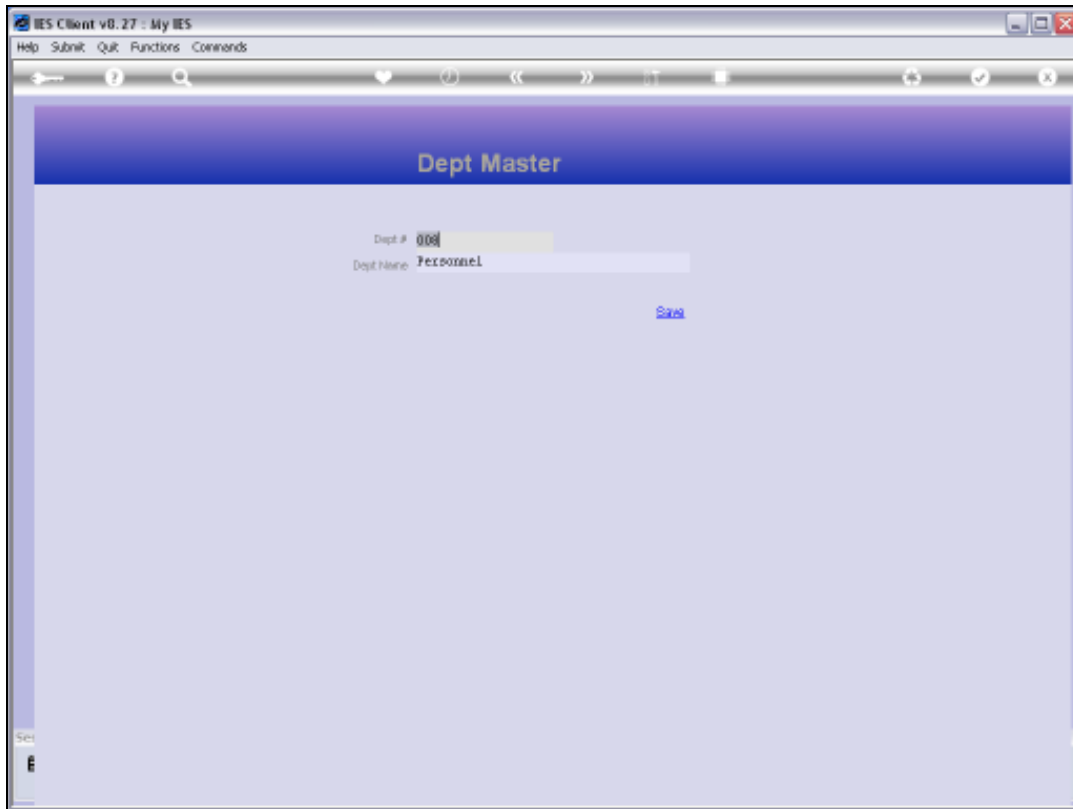 IES Client v8.27 : My IES
Help Submit Quit Functions Commands
Dept Master
Dept # 008
Dept Name Personnel
Save